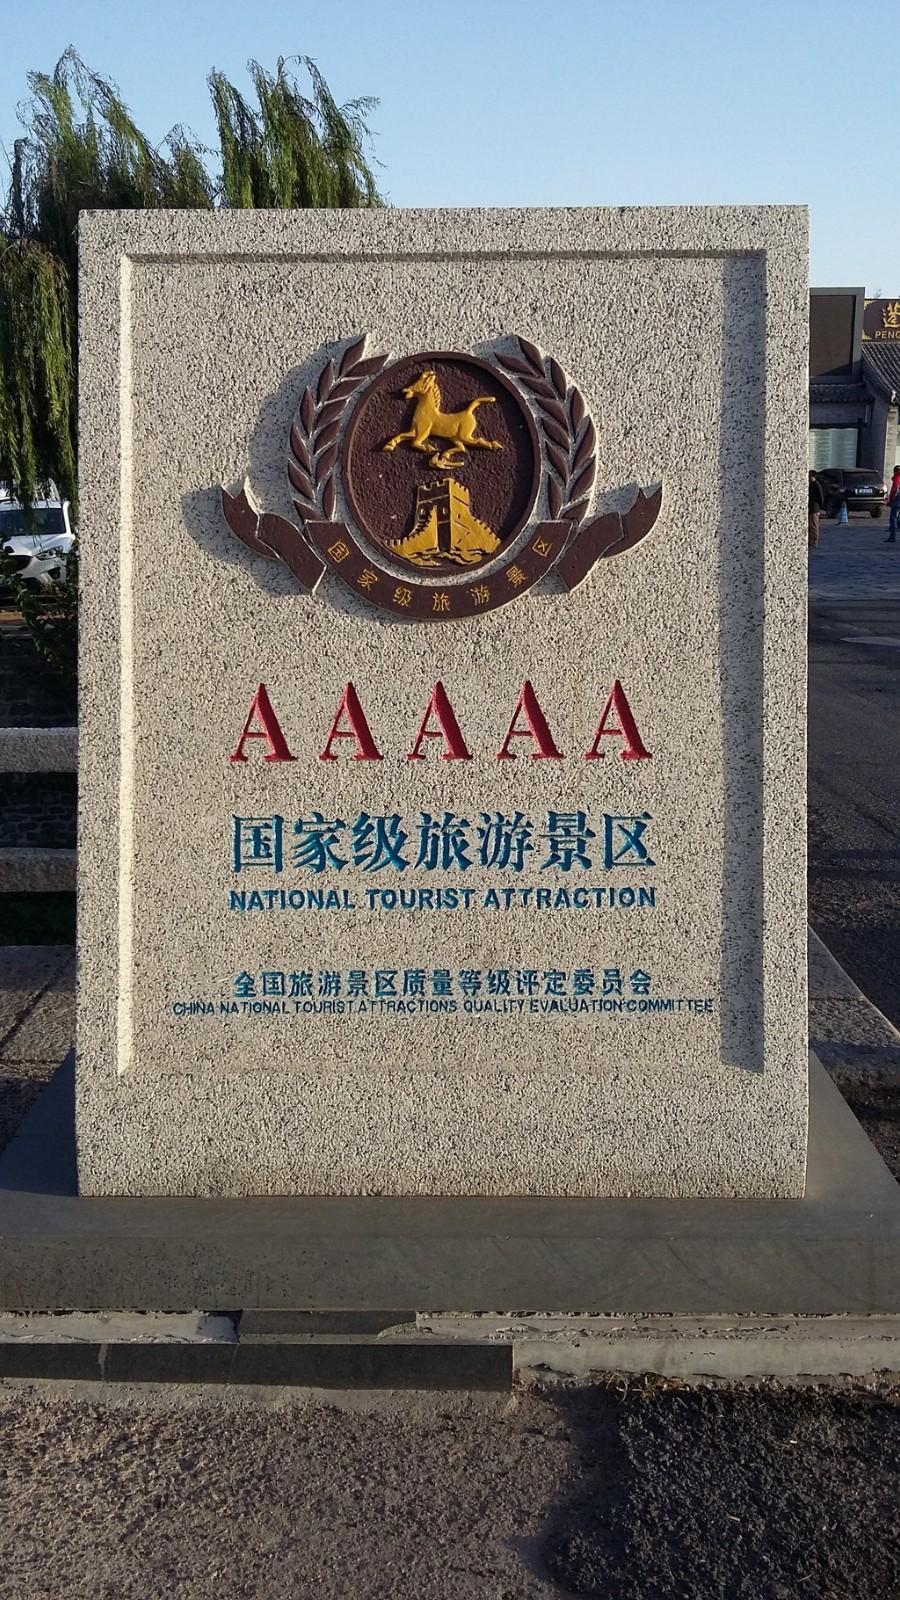 国家级旅游景区
AAAAA
国家级旅游景区
NATIONAL TOURIST ATTRACTION
全国旅游景区质量等级评定委员会
CHINA NATIONAL TOURIST ATTRACTIONS QUALITY EVALUATION COMMITTEE